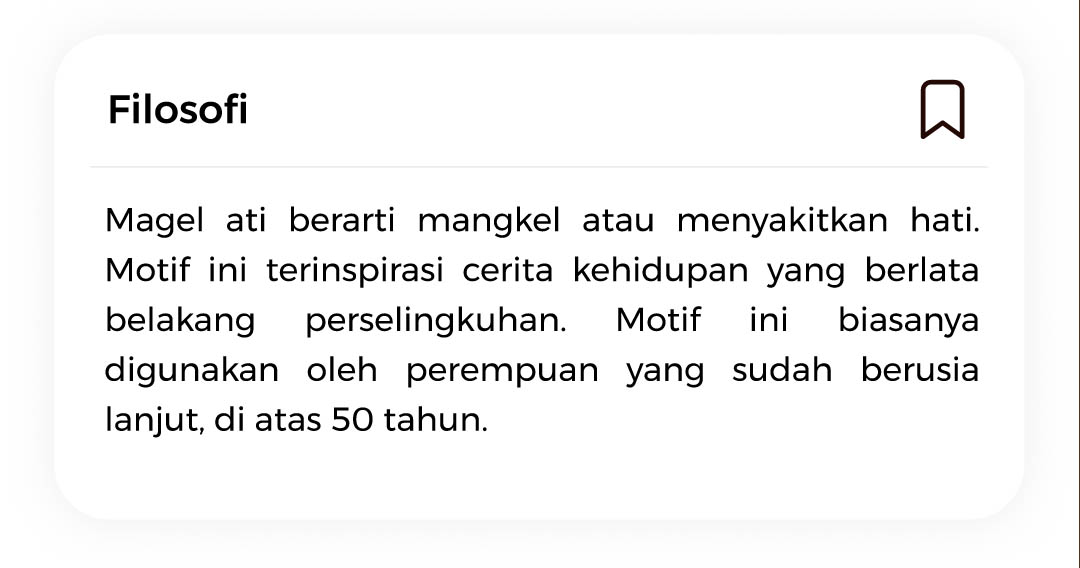 Filosofi
Magel ati berarti mangkel atau menyakitkan hati.
Motif ini terinspirasi cerita kehidupan yang berlata
belakang perselingkuhan. Motif ini biasanya
digunakan oleh perempuan yang sudah berusia
lanjut, di atas 50 tahun.